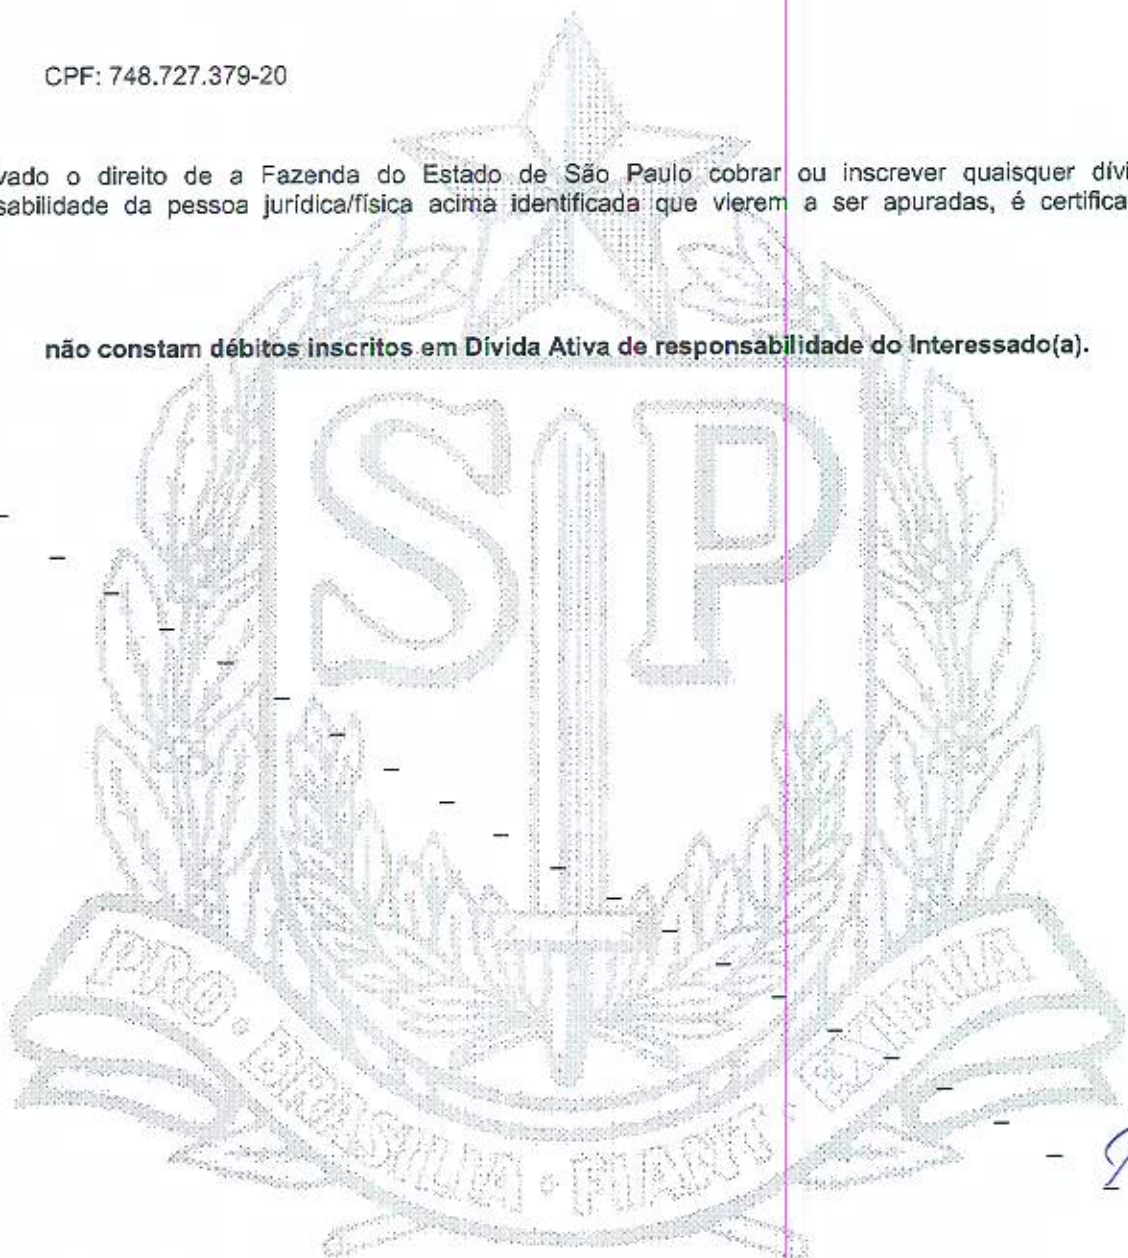 CPF: 748.727.379-20
vado o direito de a Fazenda do Estado de São Paulo cobrar ou inscrever quaisquer dívi
sabilidade da pessoa jurídica/física acima identificada que vierem a ser apuradas, é certifica
não constam débitos inscritos em Dívida Ativa de responsabilidade do Interessado(a).
SP
PRO · BRASILIA · FIANT · EXIMIA